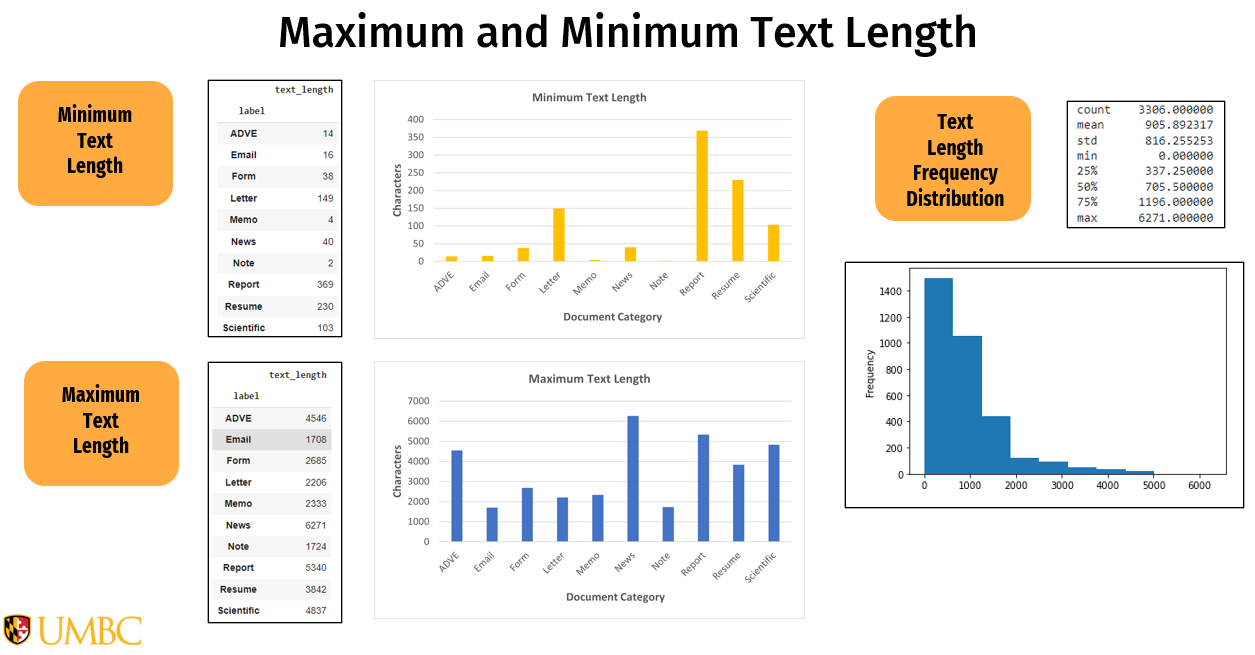 Maximum and Minimum Text Length
Minimum
Text
Length
text_length
label
ADVE 14
Email 16
Form 38
Letter 149
Memo 4
News 40
Note 2
Report 369
Resume 230
Scientific 103
Minimum Text Length
Characters
400
350
300
250
200
150
100
50
0
ADVE Email Form Letter Memo News Note Report Resume Scientific
Document Category
Text
Length
Frequency
Distribution
count 3306.000000
mean 905.892317
std 816.255253
min 0.000000
25% 337.250000
50% 705.500000
75% 1196.000000
max 6271.000000
Frequency
1400
1200
1000
800
600
400
200
0
0 1000 2000 3000 4000 5000 6000
Maximum
Text
Length
text_length
label
ADVE 4546
Email 1708
Form 2685
Letter 2206
Memo 2333
News 6271
Note 1724
Report 5340
Resume 3842
Scientific 4837
Maximum Text Length
Characters
7000
6000
5000
4000
3000
2000
1000
0
ADVE Email Form Letter Memo News Note Report Resume Scientific
Document Category
UMBC